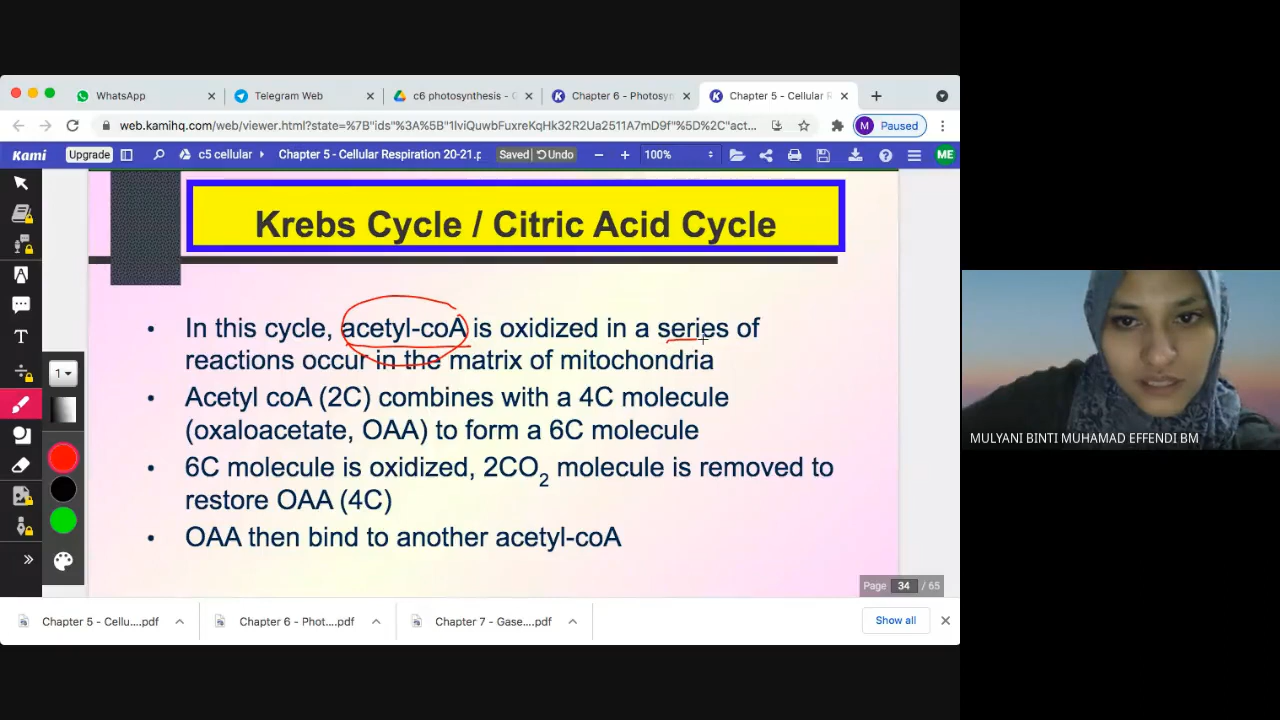 WhatsApp
Telegram Web
c6 photosynthesis - G
Chapter 6 - Photosyn
Chapter 5 - Cellular R
web.kamihq.com/web/viewer.html?state=%7B"ids"%3A%5B"1lviQuwbFuxreKqHk32R2Ua2511A7mD9f"%5D%2C"act...
M Paused
Kami
Upgrade
c5 cellular
Chapter 5 - Cellular Respiration 20-21.p
Saved Undo
100%
ME
Krebs Cycle / Citric Acid Cycle
• In this cycle, acetyl-coA is oxidized in a series of
reactions occur in the matrix of mitochondria
• Acetyl coA (2C) combines with a 4C molecule
(oxaloacetate, OAA) to form a 6C molecule
• 6C molecule is oxidized, 2CO₂ molecule is removed to
restore OAA (4C)
• OAA then bind to another acetyl-coA
1
MULYANI BINTI MUHAMAD EFFENDI BM
Page 34 / 65
Chapter 5 - Cellu....pdf
Chapter 6 - Phot....pdf
Chapter 7 - Gase....pdf
Show all